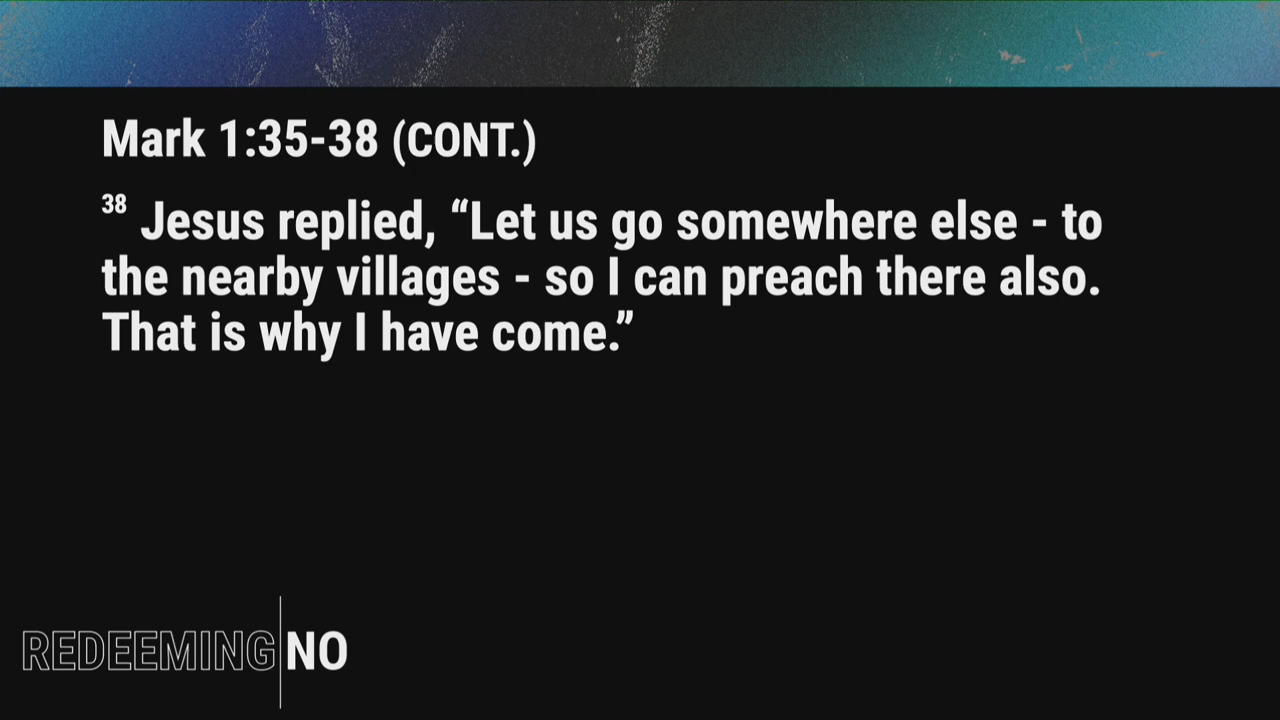 Mark 1:35-38 (CONT.)
38 Jesus replied, “Let us go somewhere else - to
the nearby villages - so I can preach there also.
That is why I have come.”
REDEEMING NO